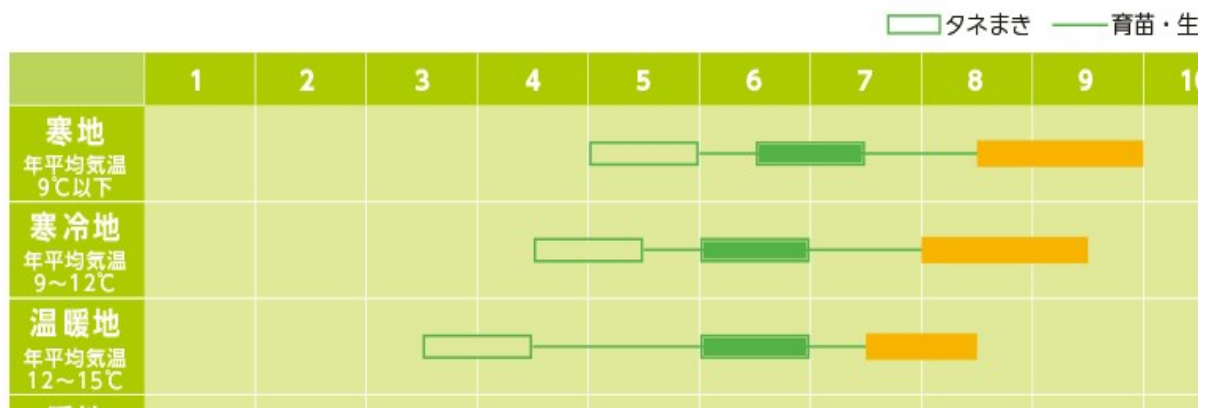 タネまき 育苗・生
1 2 3 4 5 6 7 8 9
寒地
年平均気温
9℃以下
寒冷地
年平均気温
9～12℃
温暖地
年平均気温
12～15℃